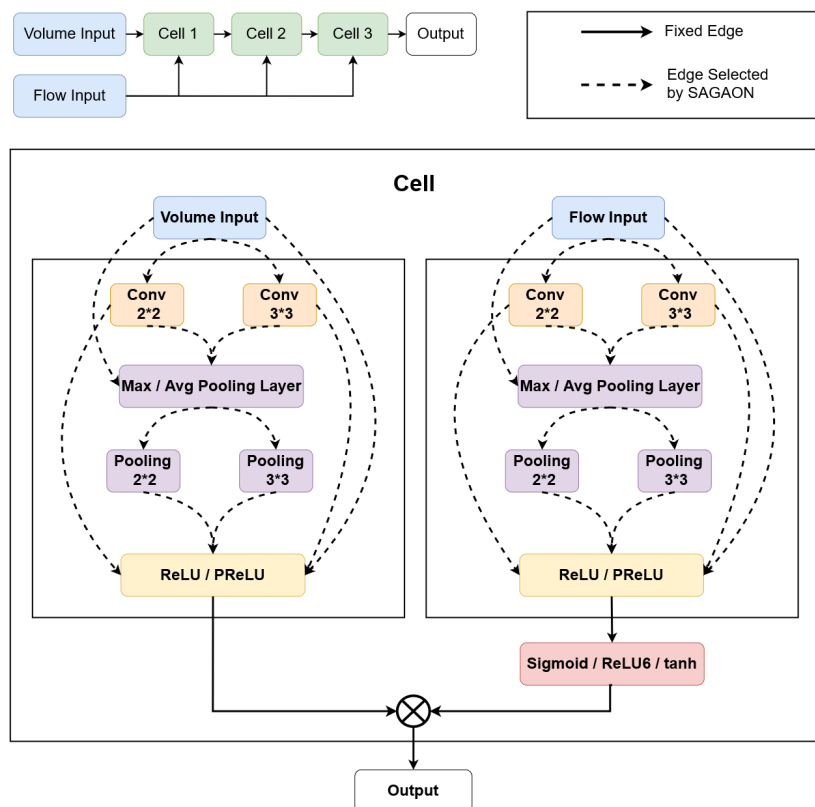 Volume Input
Cell 1
Cell 2
Cell 3
Output
Flow Input
Fixed Edge
Edge Selected
by SAGAON
Cell
Volume Input
Flow Input
Conv
2*2
Conv
3*3
Conv
2*2
Conv
3*3
Max / Avg Pooling Layer
Max / Avg Pooling Layer
Pooling
2*2
Pooling
3*3
Pooling
2*2
Pooling
3*3
ReLU / PReLU
ReLU / PReLU
Sigmoid / ReLU6 / tanh
Output